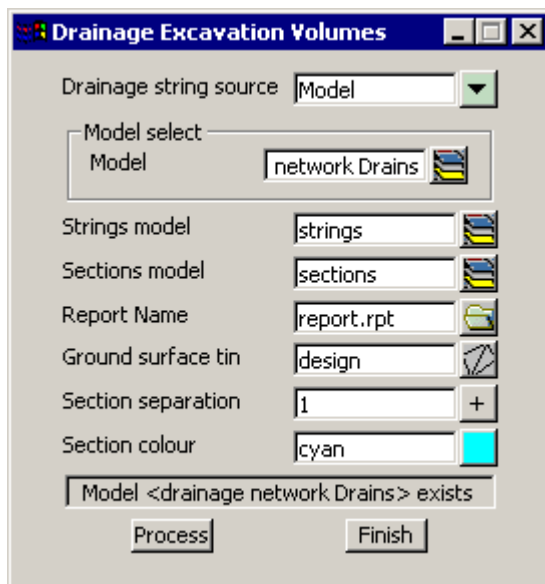 Drainage Excavation Volumes
Drainage string source Model
Model select
Model network Drains
Strings model strings
Sections model sections
Report Name report.rpt
Ground surface tin design
Section separation 1 +
Section colour cyan
Model <drainage network Drains> exists
Process Finish